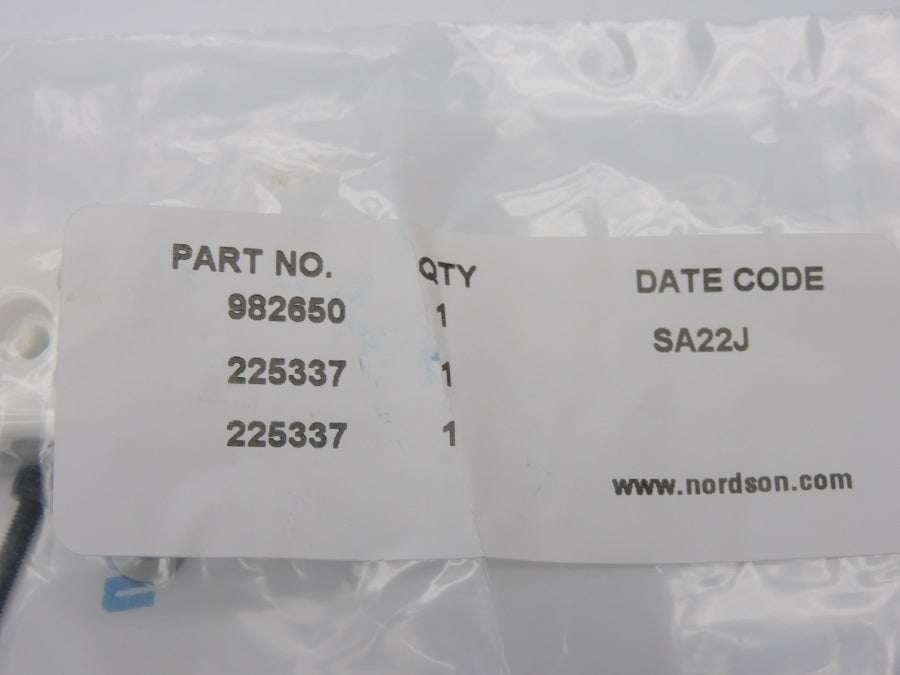 PART NO. QTY DATE CODE
982650 1 SA22J
225337 1
225337 1
www.nordson.com